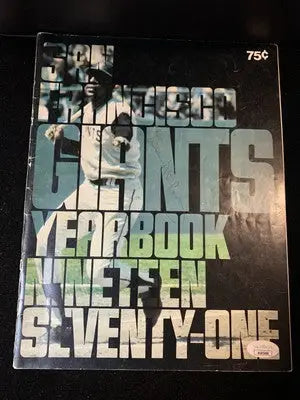 75¢
SAN
FRANCISCO
GIANTS
YEARBOOK
NINETEEN
SEVENTY-ONE